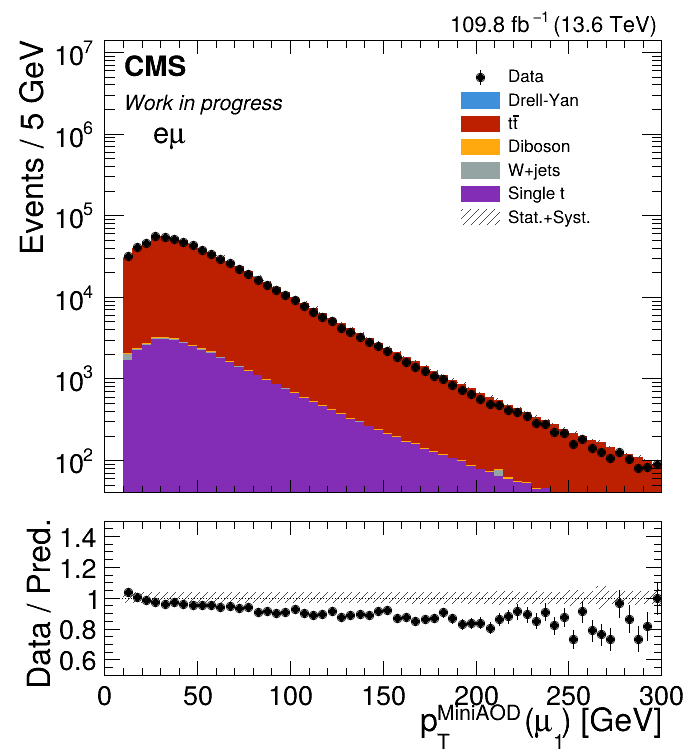 109.8 fb⁻¹ (13.6 TeV)
CMS
Work in progress
eμ
Data
Drell-Yan
tt̄
Diboson
W+jets
Single t
Stat.+Syst.
Events / 5 GeV
10⁷
10⁶
10⁵
10⁴
10³
10²
Data / Pred.
1.4
1.2
1
0.8
0.6
0 50 100 150 200 250 300
p_T^MiniAOD (μ₁) [GeV]